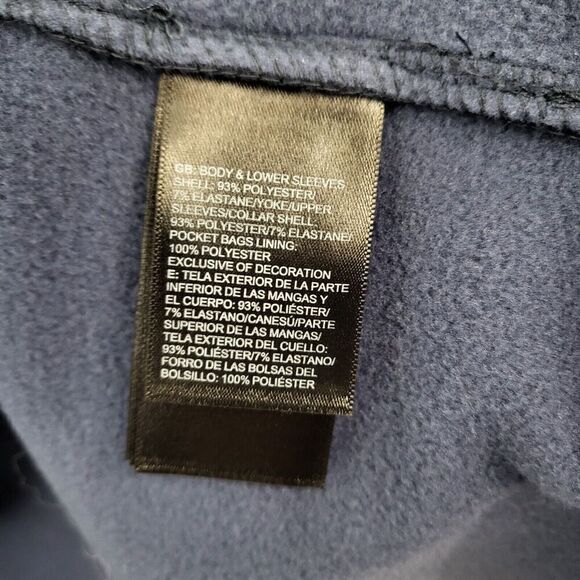 GB: BODY & LOWER SLEEVES
SHELL: 93% POLYESTER/
7% ELASTANE/YOKE/UPPER
SLEEVES/COLLAR SHELL
93% POLYESTER/7% ELASTANE/
POCKET BAGS LINING:
100% POLYESTER
EXCLUSIVE OF DECORATION
E: TELA EXTERIOR DE LA PARTE
INFERIOR DE LAS MANGAS Y
EL CUERPO: 93% POLIÉSTER/
7% ELASTANO/CANESÚ/PARTE
SUPERIOR DE LAS MANGAS/
TELA EXTERIOR DEL CUELLO:
93% POLIÉSTER/7% ELASTANO/
FORRO DE LAS BOLSAS DEL
BOLSILLO: 100% POLIÉSTER